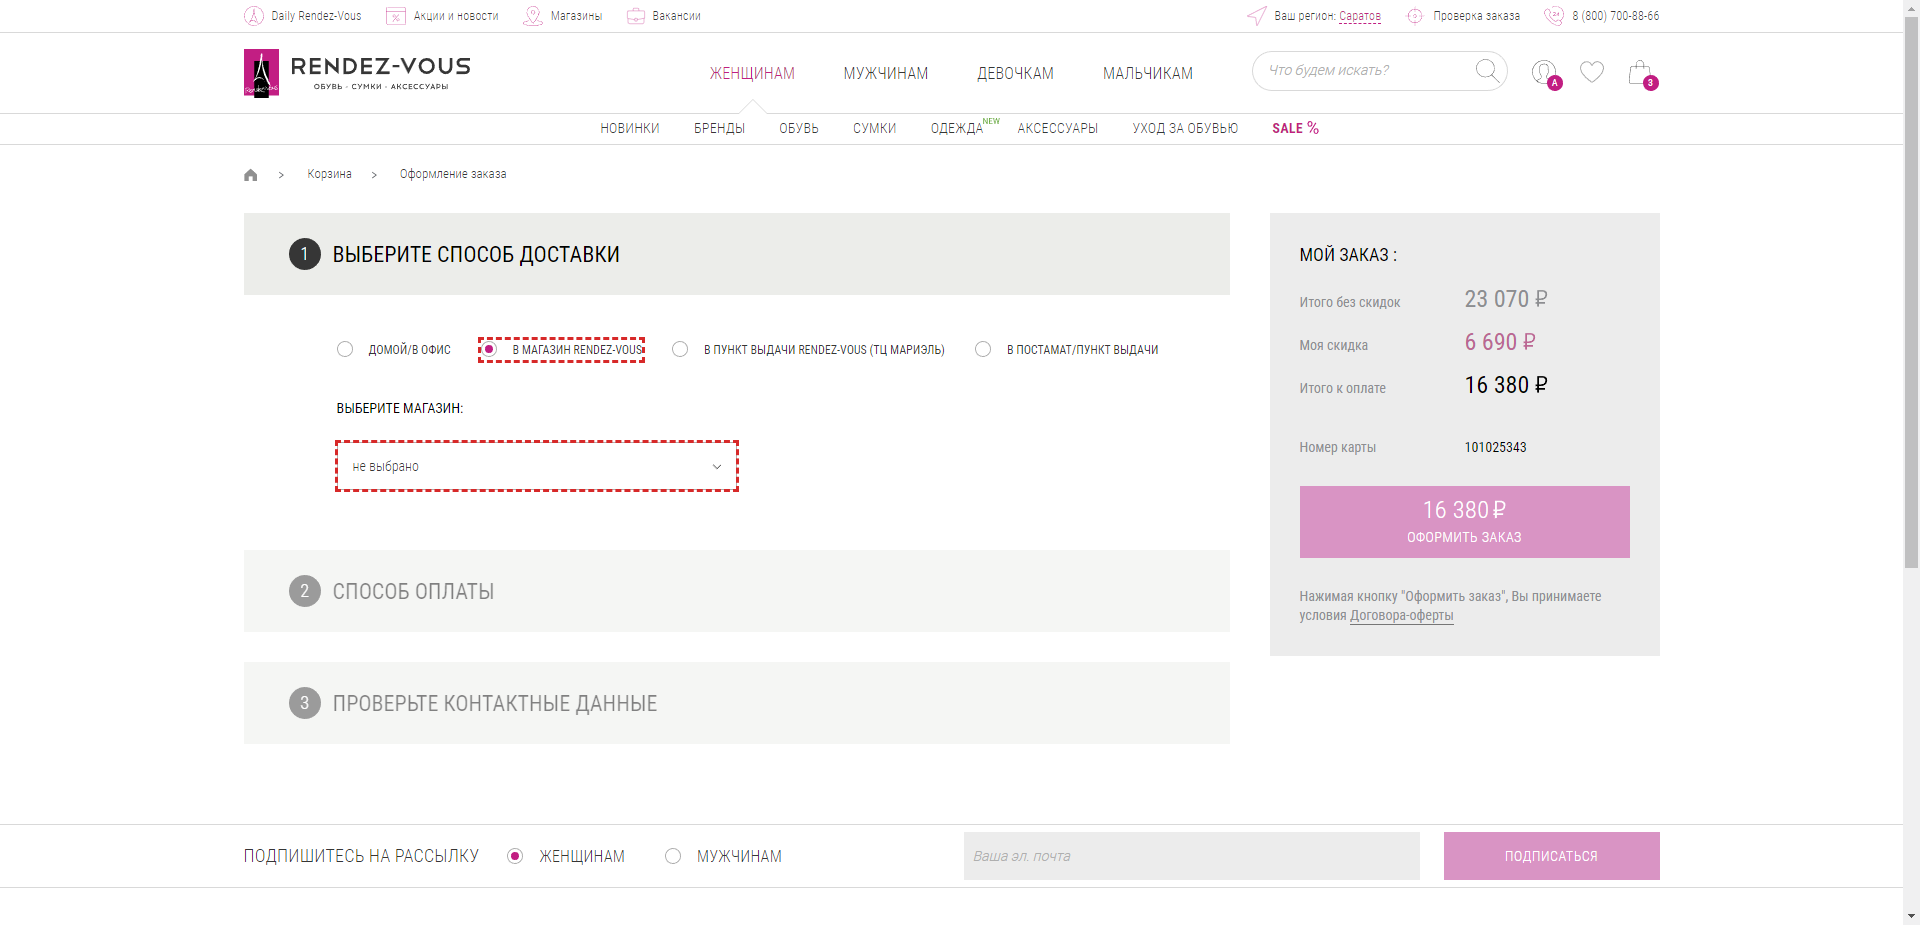 Daily Rendez-Vous
Акции и новости
Магазины
Вакансии
Ваш регион: Саратов
Проверка заказа
8 (800) 700-88-66
RENDEZ-VOUS
ОБУВЬ · СУМКИ · АКСЕССУАРЫ
ЖЕНЩИНАМ
МУЖЧИНАМ
ДЕВОЧКАМ
МАЛЬЧИКАМ
Что будем искать?
A
3
НОВИНКИ
БРЕНДЫ
ОБУВЬ
СУМКИ
ОДЕЖДА NEW
АКСЕССУАРЫ
УХОД ЗА ОБУВЬЮ
SALE %
> Корзина > Оформление заказа
1 ВЫБЕРИТЕ СПОСОБ ДОСТАВКИ
ДОМОЙ/В ОФИС
В МАГАЗИН RENDEZ-VOUS
В ПУНКТ ВЫДАЧИ RENDEZ-VOUS (ТЦ МАРИЭЛЬ)
В ПОСТАМАТ/ПУНКТ ВЫДАЧИ
ВЫБЕРИТЕ МАГАЗИН:
не выбрано
2 СПОСОБ ОПЛАТЫ
3 ПРОВЕРЬТЕ КОНТАКТНЫЕ ДАННЫЕ
МОЙ ЗАКАЗ :
Итого без скидок 23 070 ₽
Моя скидка 6 690 ₽
Итого к оплате 16 380 ₽
Номер карты 101025343
16 380 ₽
ОФОРМИТЬ ЗАКАЗ
Нажимая кнопку "Оформить заказ", Вы принимаете
условия Договора-оферты
ПОДПИШИТЕСЬ НА РАССЫЛКУ
ЖЕНЩИНАМ
МУЖЧИНАМ
Ваша эл. почта
ПОДПИСАТЬСЯ